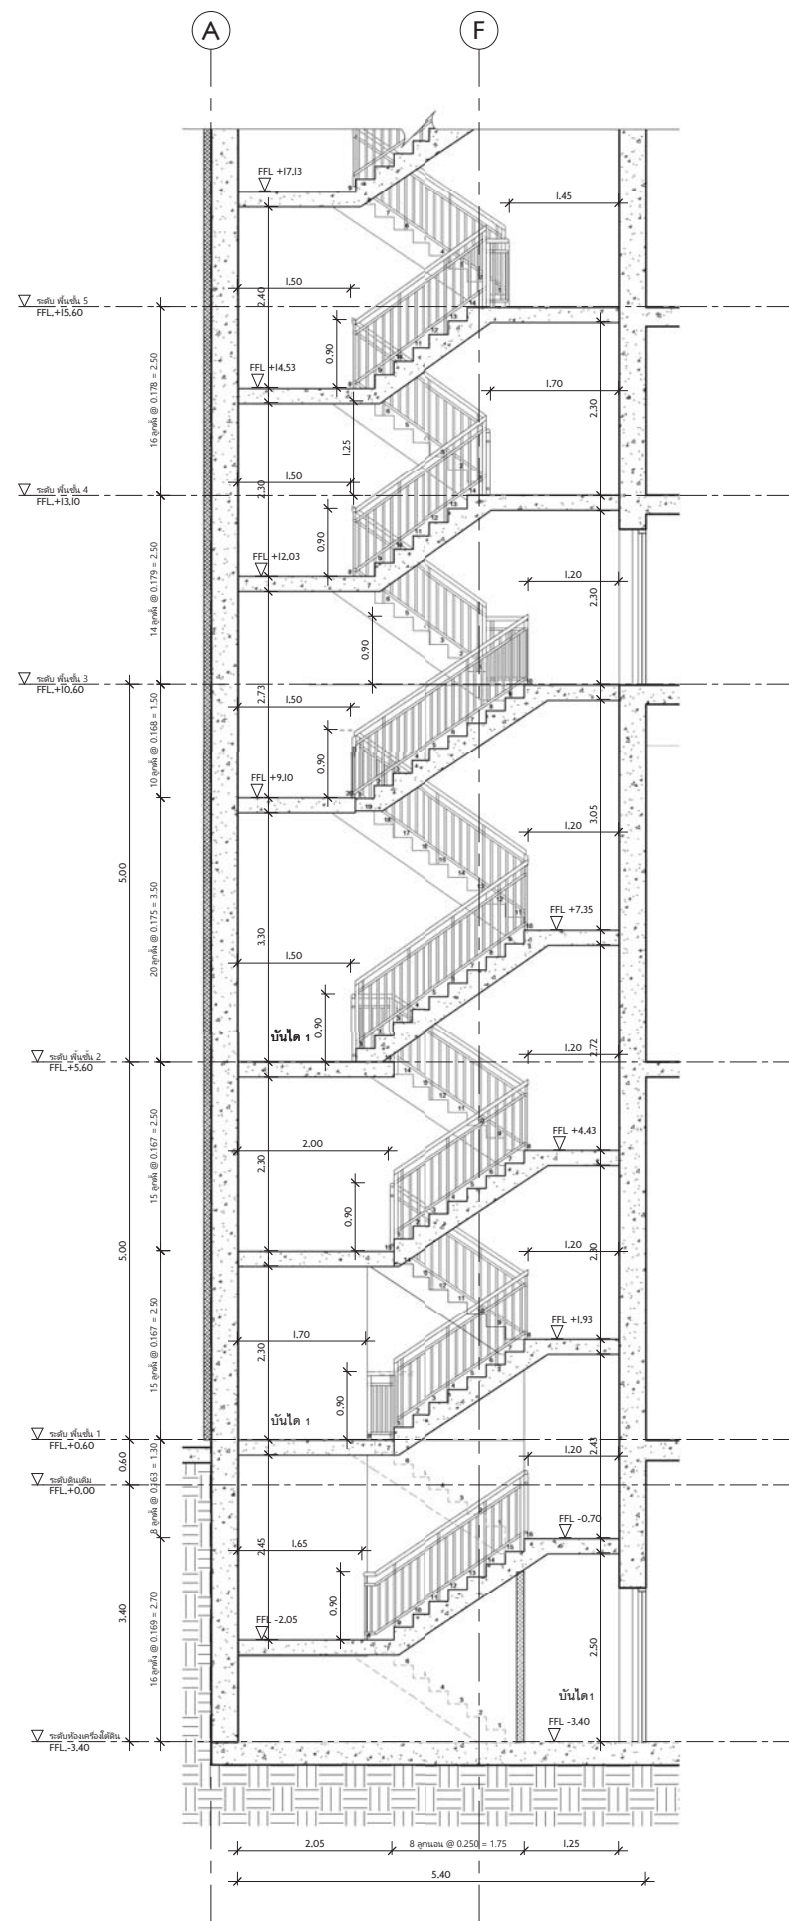 A
F
FFL +17.13
1.45
1.50
2.40
ระดับ พื้นชั้น 5
FFL.+15.60
0.90
FFL +14.53
16 ลูกตั้ง @ 0.178 = 2.50
1.70
2.30
1.25
1.50
2.30
ระดับ พื้นชั้น 4
FFL.+13.10
0.90
FFL +12.03
14 ลูกตั้ง @ 0.179 = 2.50
1.20
2.30
0.90
ระดับ พื้นชั้น 3
FFL.+10.60
2.73
1.50
10 ลูกตั้ง @ 0.168 = 1.50
0.90
FFL +9.10
3.05
1.20
5.00
20 ลูกตั้ง @ 0.175 = 3.50
FFL +7.35
3.30
1.50
0.90
บันได 1
2.72
1.20
ระดับ พื้นชั้น 2
FFL.+5.60
15 ลูกตั้ง @ 0.167 = 2.50
FFL +4.43
2.00
2.30
0.90
5.00
1.20
2.30
15 ลูกตั้ง @ 0.167 = 2.50
FFL +1.93
1.70
2.30
0.90
บันได 1
ระดับ พื้นชั้น 1
FFL.+0.60
2.43
1.20
0.60
8 ลูกตั้ง @ 0.163 = 1.30
ระดับดินเดิม
FFL.+0.00
FFL -0.70
2.45
1.65
0.90
3.40
16 ลูกตั้ง @ 0.169 = 2.70
FFL -2.05
2.50
บันได 1
FFL -3.40
ระดับห้องเครื่องใต้ดิน
FFL.-3.40
2.05
8 ลูกนอน @ 0.250 = 1.75
1.25
5.40